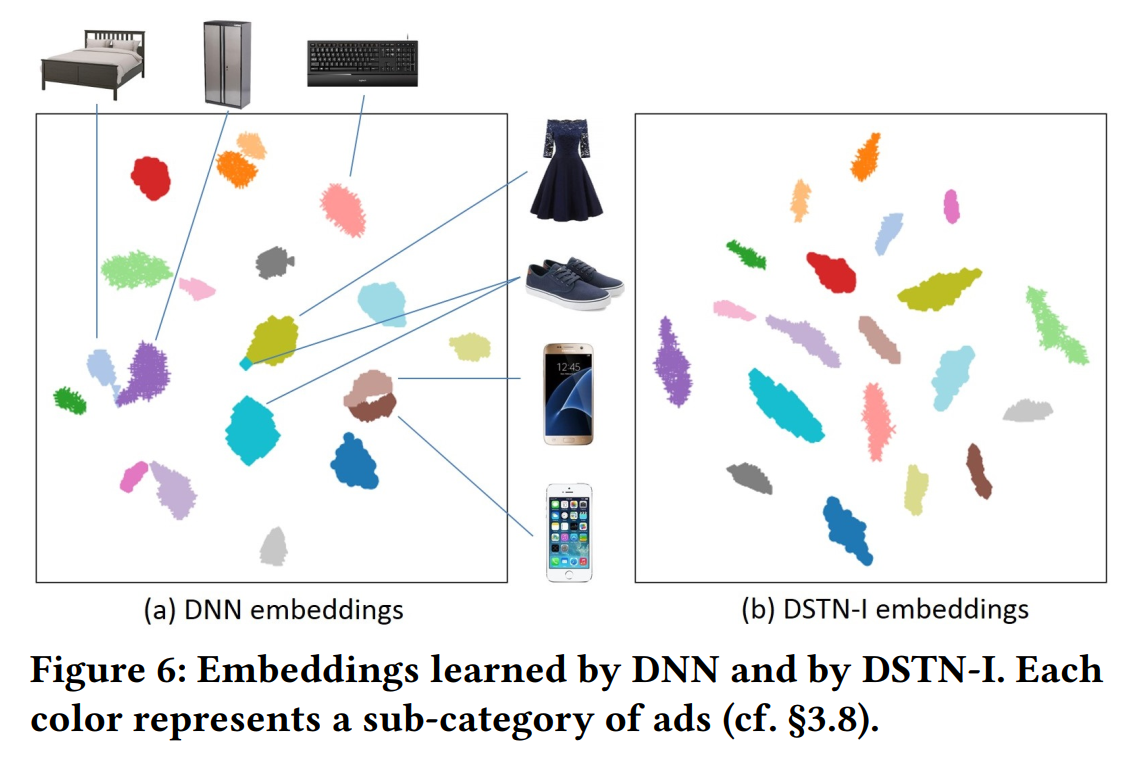 12:45
(a) DNN embeddings
(b) DSTN-I embeddings
Figure 6: Embeddings learned by DNN and by DSTN-I. Each
color represents a sub-category of ads (cf. §3.8).